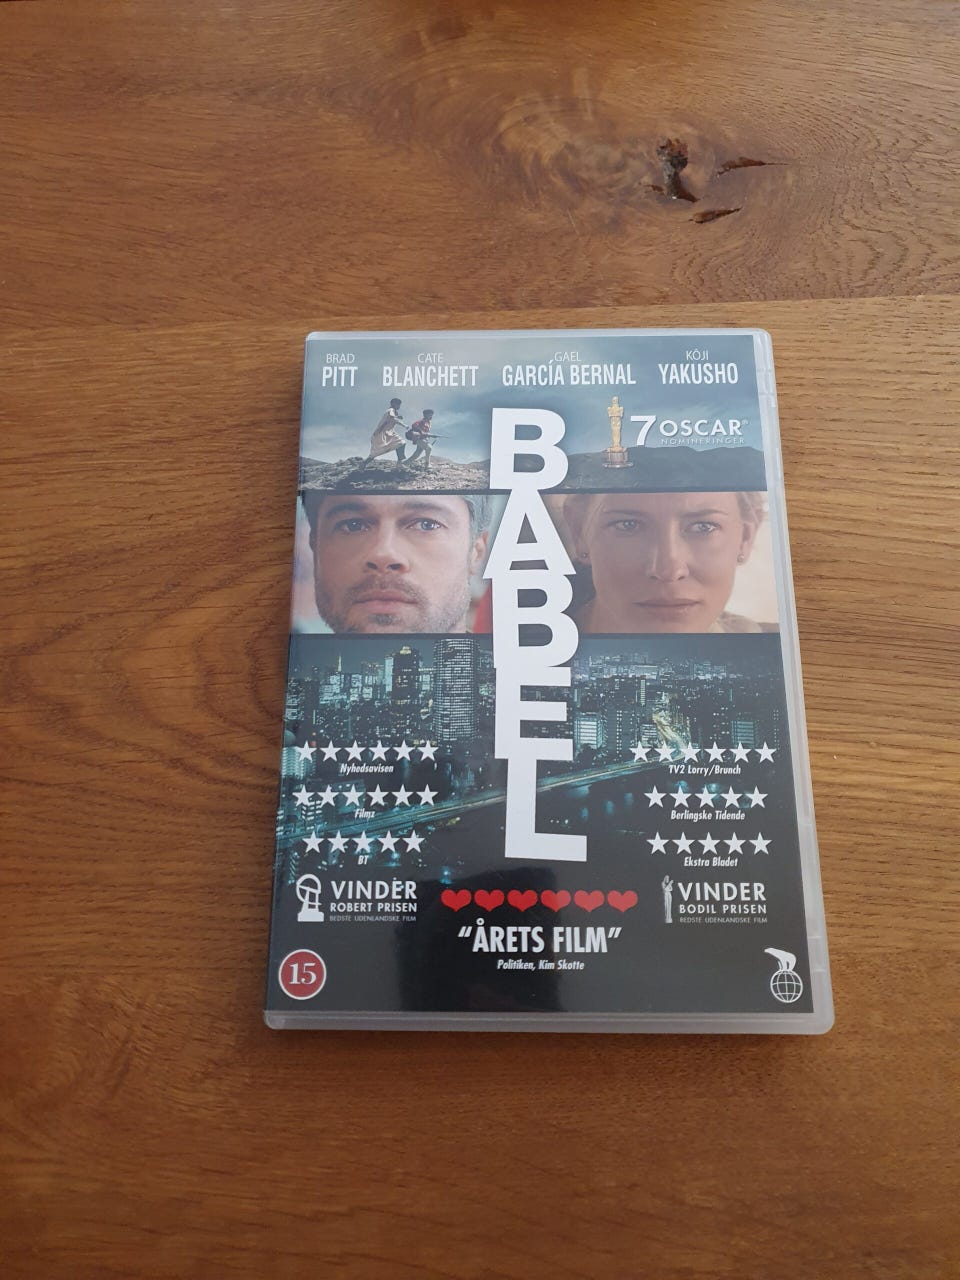 BRAD
PITT
CATE
BLANCHETT
GAEL
GARCÍA BERNAL
KÔJI
YAKUSHO
BABEL
7 OSCAR®
NOMINERINGER
Nyhedsavisen
TV2 Lorry/Brunch
Filmz
Berlingske Tidende
BT
Ekstra Bladet
VINDER
ROBERT PRISEN
BEDSTE UDENLANDSKE FILM
VINDER
BODIL PRISEN
BEDSTE UDENLANDSKE FILM
"ÅRETS FILM"
Politiken, Kim Skotte
15